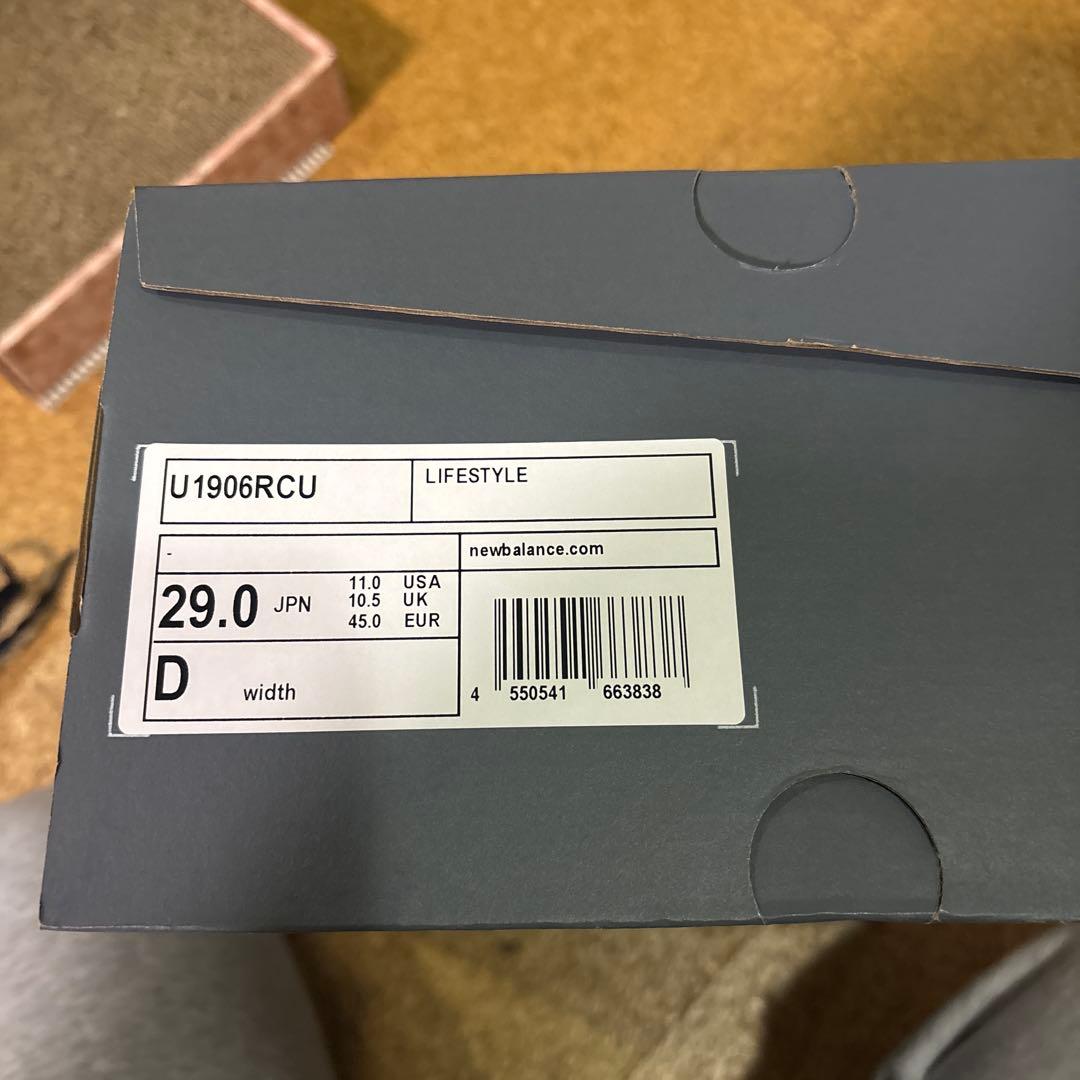 U1906RCU
LIFESTYLE
-
newbalance.com
29.0 JPN
11.0 USA
10.5 UK
45.0 EUR
D width
4 550541 663838